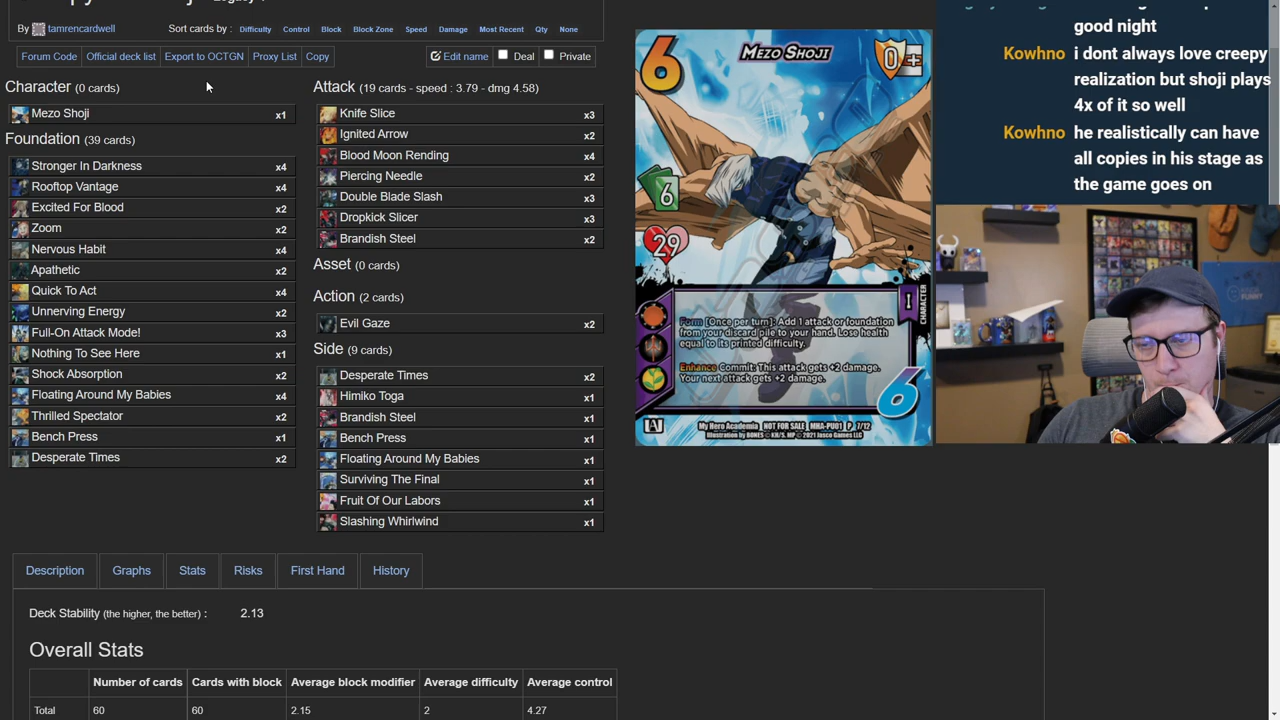 good night
By tamrencardwell
Sort cards by : Difficulty Control Block Block Zone Speed Damage Most Recent Qty None
Forum Code Official deck list Export to OCTGN Proxy List Copy
Edit name Deal Private
Character (0 cards)
Mezo Shoji x1
Foundation (39 cards)
Stronger In Darkness x4
Rooftop Vantage x4
Excited For Blood x2
Zoom x2
Nervous Habit x4
Apathetic x2
Quick To Act x4
Unnerving Energy x2
Full-On Attack Mode! x3
Nothing To See Here x1
Shock Absorption x2
Floating Around My Babies x4
Thrilled Spectator x2
Bench Press x1
Desperate Times x2
Attack (19 cards - speed : 3.79 - dmg 4.58)
Knife Slice x3
Ignited Arrow x2
Blood Moon Rending x4
Piercing Needle x2
Double Blade Slash x3
Dropkick Slicer x3
Brandish Steel x2
Asset (0 cards)
Action (2 cards)
Evil Gaze x2
Side (9 cards)
Desperate Times x2
Himiko Toga x1
Brandish Steel x1
Bench Press x1
Floating Around My Babies x1
Surviving The Final x1
Fruit Of Our Labors x1
Slashing Whirlwind x1
6
MEZO SHOJI
0+
6
29
CHARACTER
Form [Once per turn]: Add 1 attack or foundation
from your discard pile to your hand. Lose health
equal to its printed difficulty.
Enhance Commit: This attack gets +2 damage.
Your next attack gets +2 damage.
6
My Hero Academia NOT FOR SALE MHA-PU01 P 7/12
Kowhno i dont always love creepy
realization but shoji plays
4x of it so well
Kowhno he realistically can have
all copies in his stage as
the game goes on
Description Graphs Stats Risks First Hand History
Deck Stability (the higher, the better) : 2.13
Overall Stats
Number of cards Cards with block Average block modifier Average difficulty Average control
Total 60 60 2.15 2 4.27